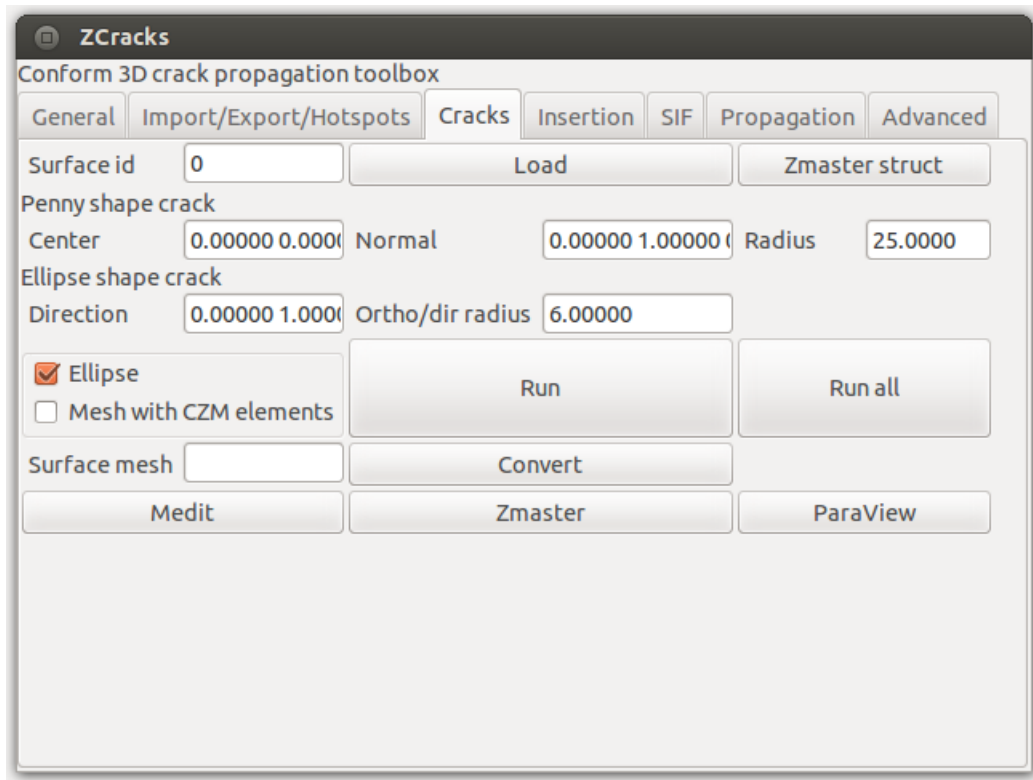 ZCracks
Conform 3D crack propagation toolbox
General Import/Export/Hotspots Cracks Insertion SIF Propagation Advanced
Surface id 0 Load Zmaster struct
Penny shape crack
Center 0.00000 0.0000 Normal 0.00000 1.00000 Radius 25.0000
Ellipse shape crack
Direction 0.00000 1.0000 Ortho/dir radius 6.00000
Ellipse Run Run all
Mesh with CZM elements
Surface mesh Convert
Medit Zmaster ParaView